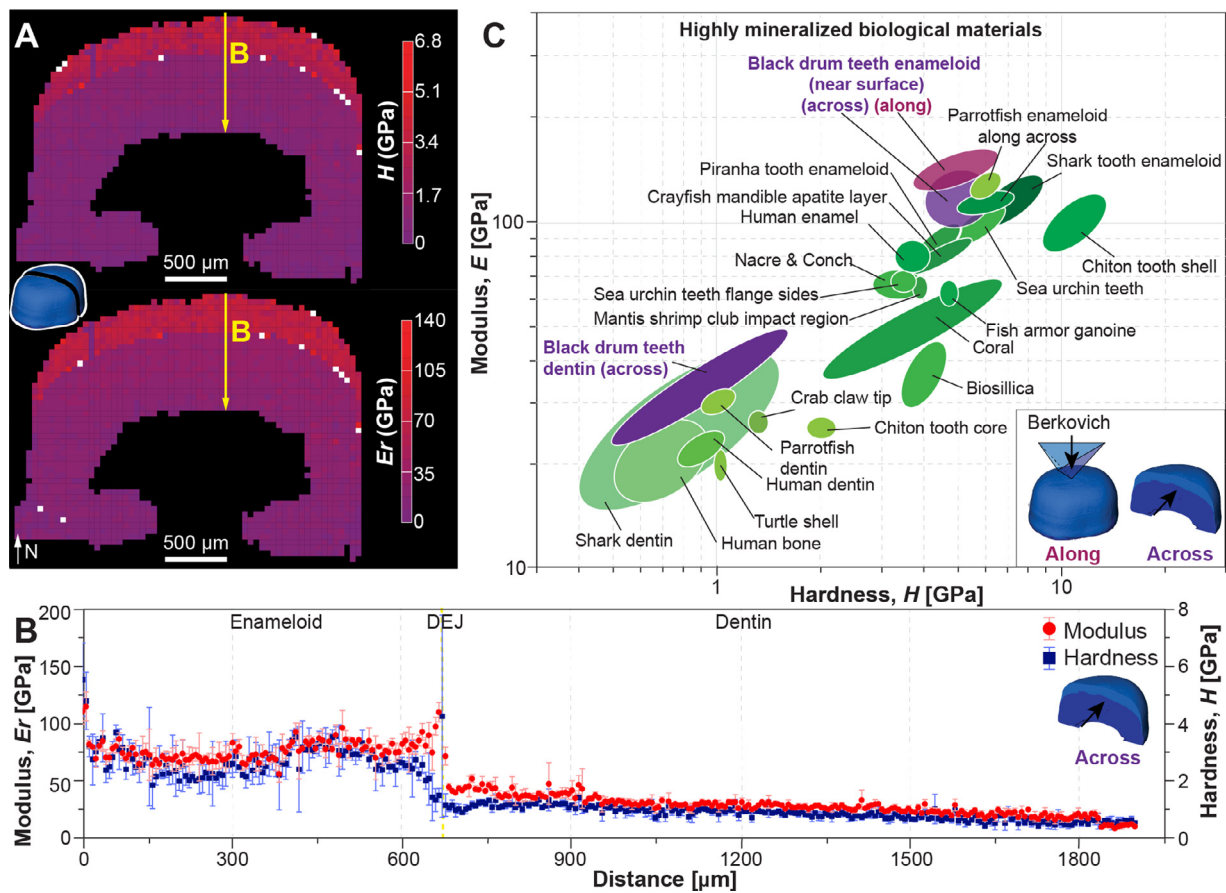 A
B
6.8
5.1
3.4
1.7
0
H (GPa)
500 µm
B
140
105
70
35
0
Er (GPa)
N
500 µm
C
Highly mineralized biological materials
Black drum teeth enameloid
(near surface)
(across) (along)
Parrotfish enameloid
along across
Shark tooth enameloid
Piranha tooth enameloid
Crayfish mandible apatite layer
Human enamel
Nacre & Conch
Chiton tooth shell
Sea urchin teeth flange sides
Sea urchin teeth
Mantis shrimp club impact region
Fish armor ganoine
Coral
Black drum teeth
dentin (across)
Biosillica
Crab claw tip
Chiton tooth core
Parrotfish
dentin
Human dentin
Turtle shell
Shark dentin
Human bone
Berkovich
Along
Across
100
10
Modulus, E [GPa]
1
10
Hardness, H [GPa]
B
200
150
100
50
0
Modulus, Er [GPa]
Enameloid
DEJ
Dentin
Modulus
Hardness
Across
8
6
4
2
0
Hardness, H [GPa]
0
300
600
900
1200
1500
1800
Distance [µm]